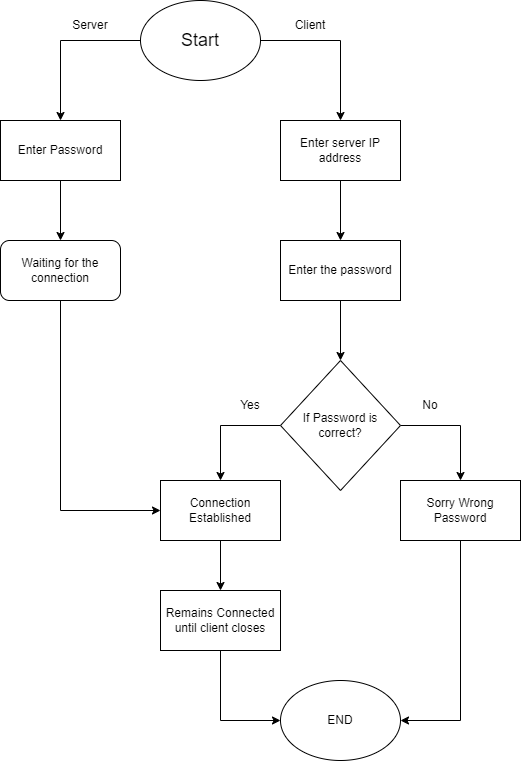 Server
Start
Client
Enter Password
Enter server IP
address
Waiting for the
connection
Enter the password
If Password is
correct?
Yes
No
Connection
Established
Sorry Wrong
Password
Remains Connected
until client closes
END